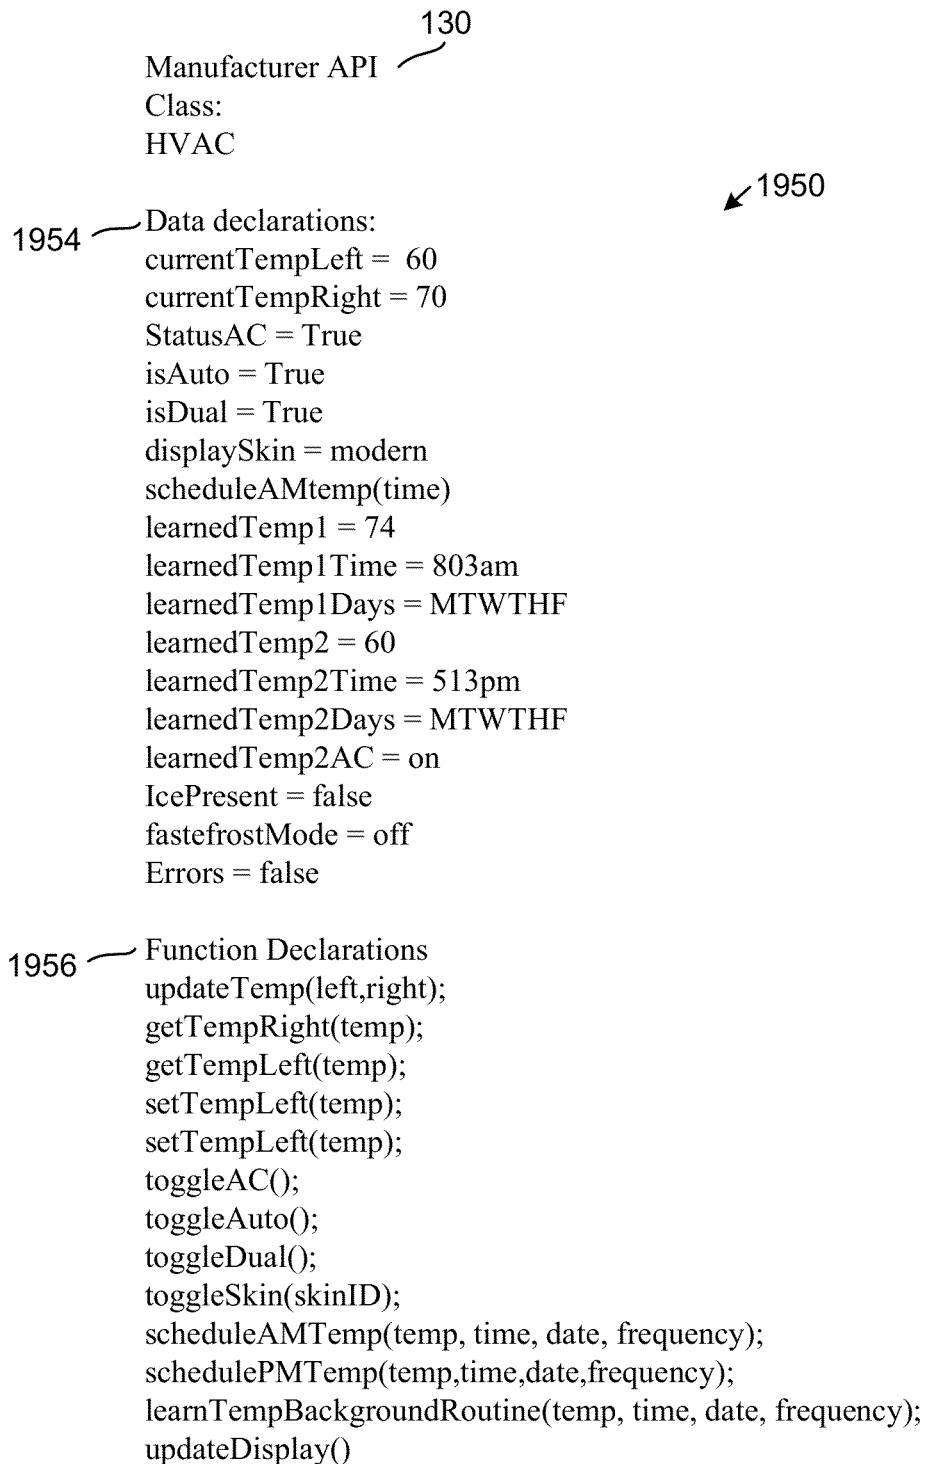 130
Manufacturer API
Class:
HVAC
1950
1954
Data declarations:
currentTempLeft = 60
currentTempRight = 70
StatusAC = True
isAuto = True
isDual = True
displaySkin = modern
scheduleAMtemp(time)
learnedTemp1 = 74
learnedTemp1Time = 803am
learnedTemp1Days = MTWTHF
learnedTemp2 = 60
learnedTemp2Time = 513pm
learnedTemp2Days = MTWTHF
learnedTemp2AC = on
IcePresent = false
fastefrostMode = off
Errors = false
1956
Function Declarations
updateTemp(left,right);
getTempRight(temp);
getTempLeft(temp);
setTempLeft(temp);
setTempLeft(temp);
toggleAC();
toggleAuto();
toggleDual();
toggleSkin(skinID);
scheduleAMTemp(temp, time, date, frequency);
schedulePMTemp(temp,time,date,frequency);
learnTempBackgroundRoutine(temp, time, date, frequency);
updateDisplay()